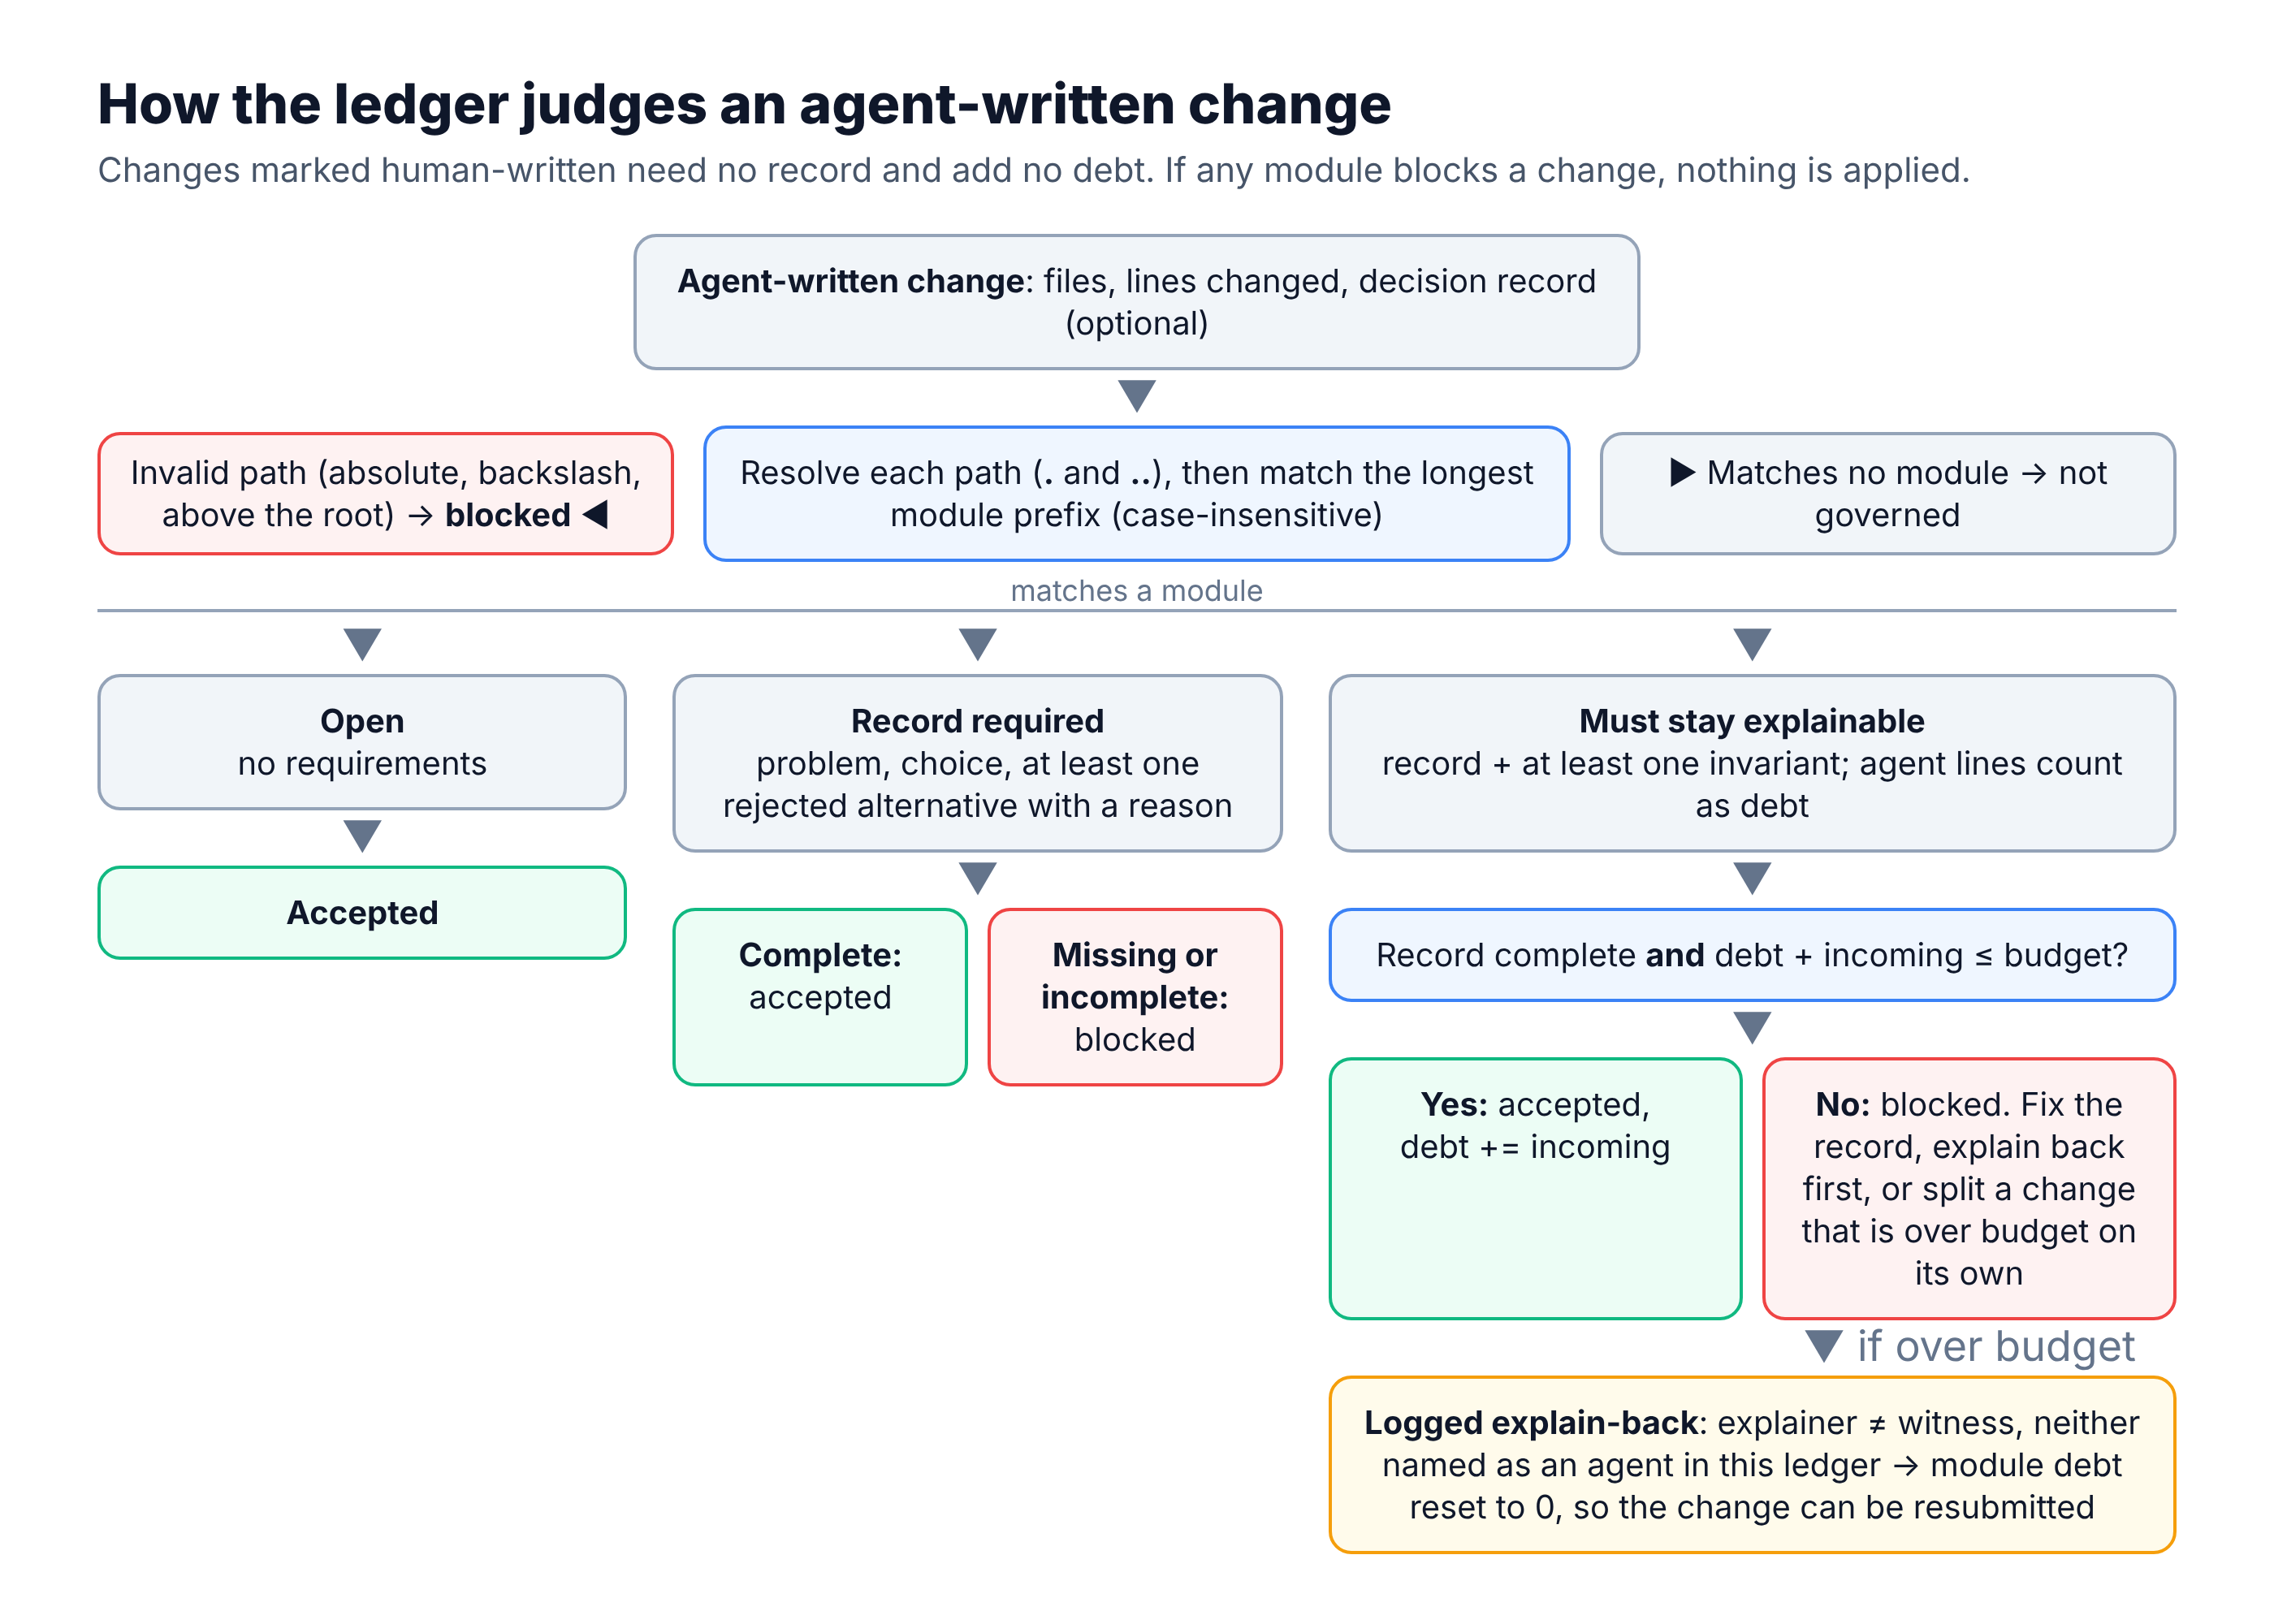 How the ledger judges an agent-written change
Changes marked human-written need no record and add no debt. If any module blocks a change, nothing is applied.
Agent-written change: files, lines changed, decision record
(optional)
Invalid path (absolute, backslash,
above the root) → blocked ◀
Resolve each path (. and ..), then match the longest
module prefix (case-insensitive)
▶ Matches no module → not
governed
matches a module
Open
no requirements
Accepted
Record required
problem, choice, at least one
rejected alternative with a reason
Complete:
accepted
Missing or
incomplete:
blocked
Must stay explainable
record + at least one invariant; agent lines count
as debt
Record complete and debt + incoming ≤ budget?
Yes: accepted,
debt += incoming
No: blocked. Fix the
record, explain back
first, or split a change
that is over budget on
its own
▼ if over budget
Logged explain-back: explainer ≠ witness, neither
named as an agent in this ledger → module debt
reset to 0, so the change can be resubmitted